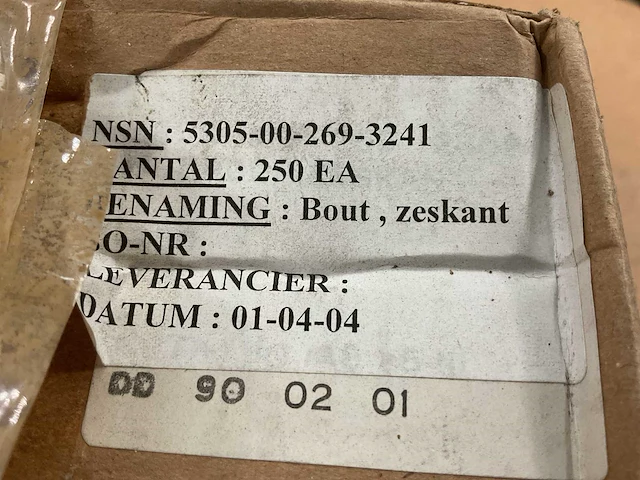 NSN : 5305-00-269-3241
ANTAL : 250 EA
ENAMING : Bout , zeskant
O-NR :
LEVERANCIER :
DATUM : 01-04-04
DD 90 02 01